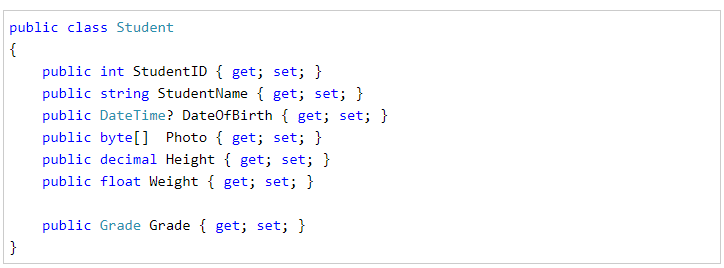 public class Student
{
    public int StudentID { get; set; }
    public string StudentName { get; set; }
    public DateTime? DateOfBirth { get; set; }
    public byte[]  Photo { get; set; }
    public decimal Height { get; set; }
    public float Weight { get; set; }

    public Grade Grade { get; set; }
}